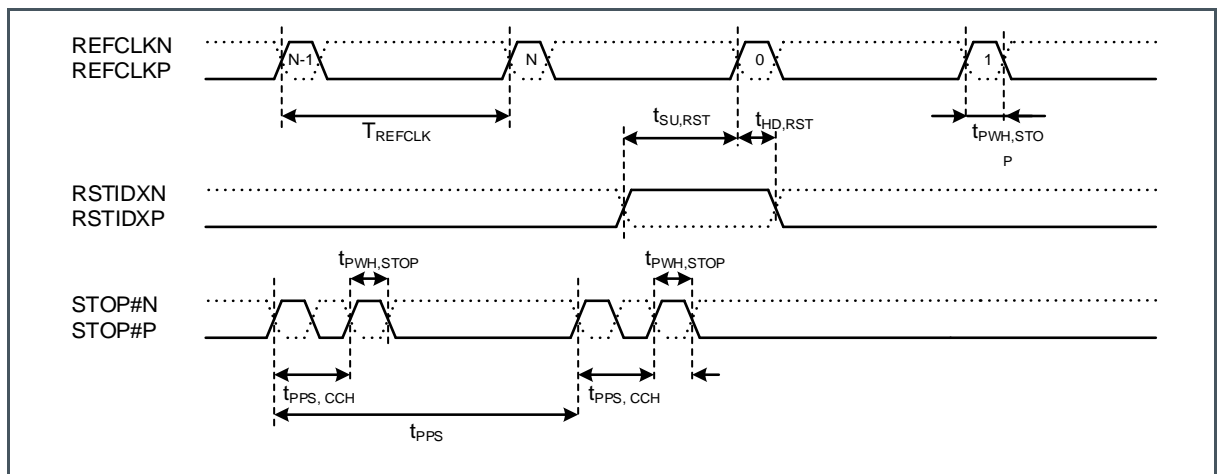 REFCLKN
REFCLKP
N-1
N
0
1
TREFCLK
tSU,RST
tHD,RST
tPWH,STO
P
RSTIDXN
RSTIDXP
tPWH,STOP
tPWH,STOP
STOP#N
STOP#P
tPPS, CCH
tPPS, CCH
tPPS